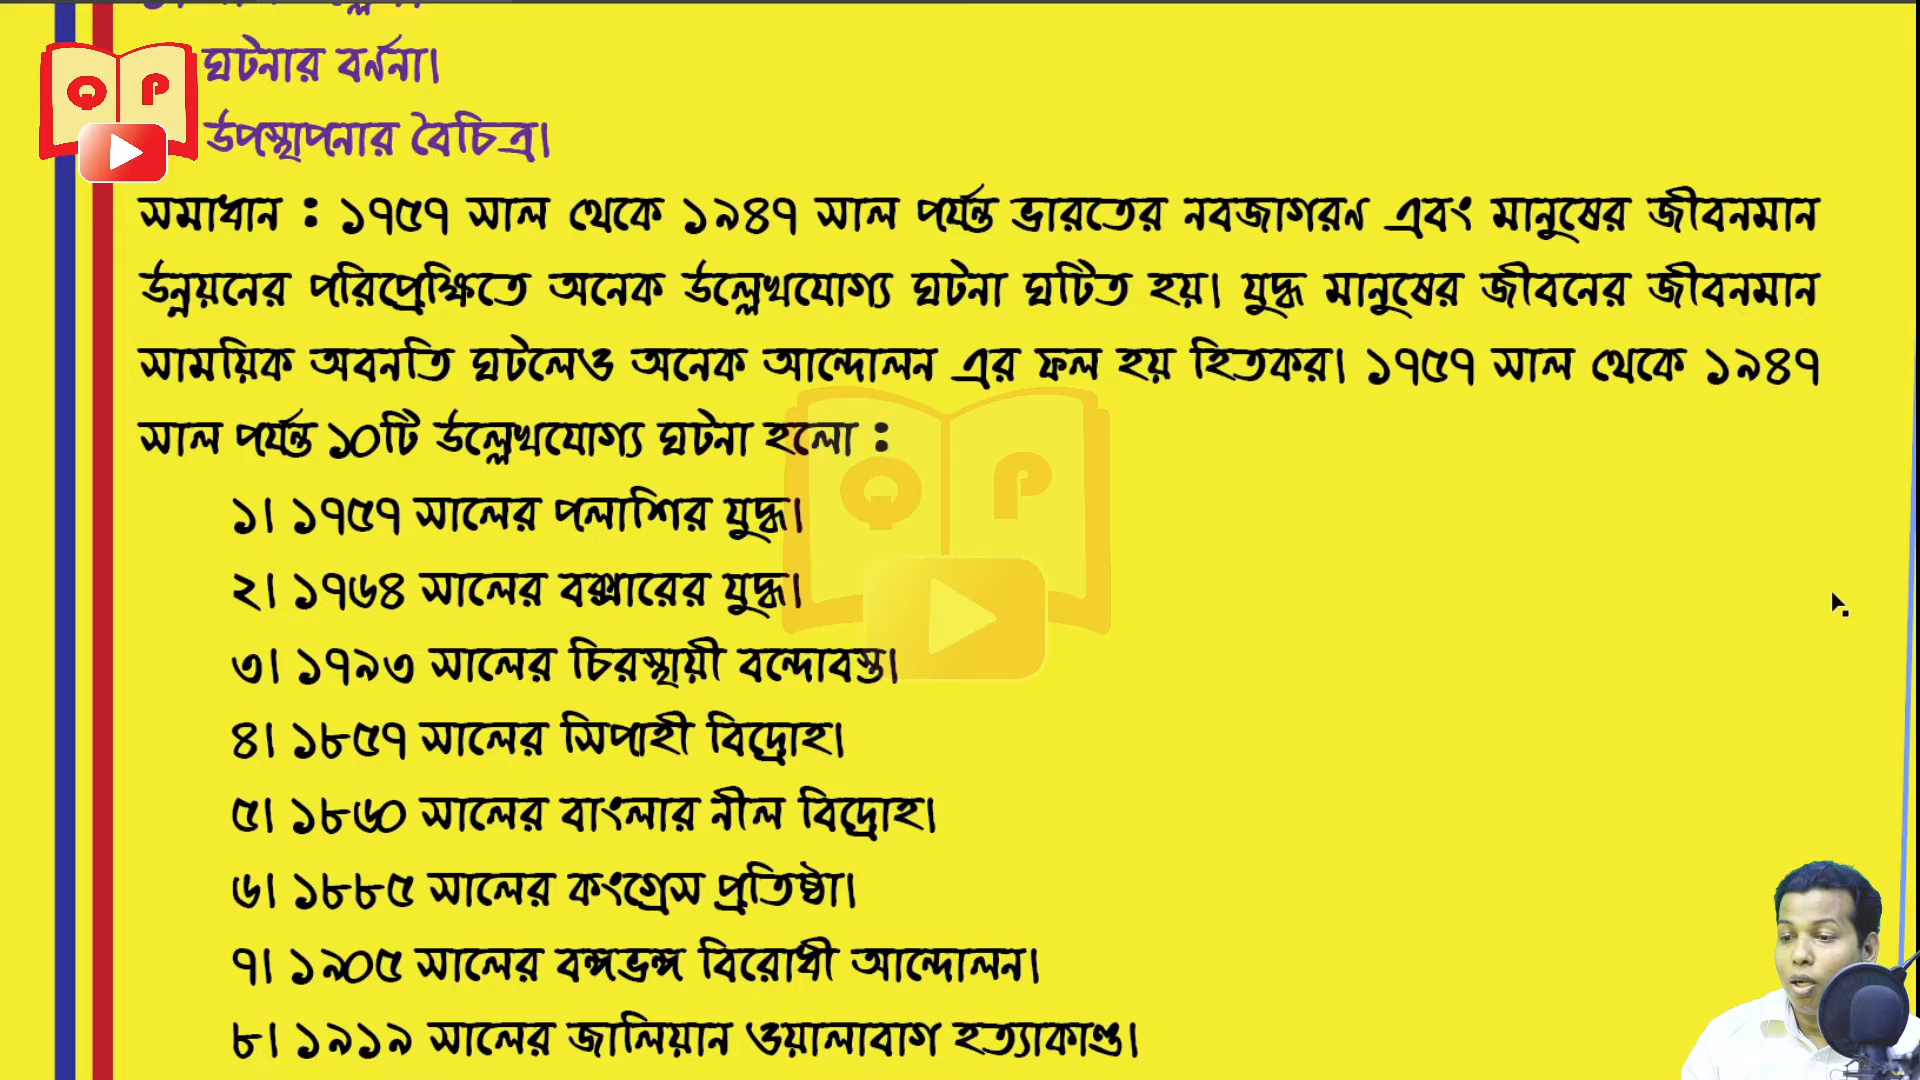 ঘটনার বর্ননা।
উপস্থাপনার বৈচিত্র।
Q P
সমাধান : ১৭৫৭ সাল থেকে ১৯৪৭ সাল পর্যন্ত ভারতের নবজাগরণ এবং মানুষের জীবনমান
উন্নয়নের পরিপ্রেক্ষিতে অনেক উল্লেখযোগ্য ঘটনা ঘটিত হয়। যুদ্ধ মানুষের জীবনের জীবনমান
সাময়িক অবনতি ঘটলেও অনেক আন্দোলন এর ফল হয় হিতকর। ১৭৫৭ সাল থেকে ১৯৪৭
সাল পর্যন্ত ১০টি উল্লেখযোগ্য ঘটনা হলো :
Q P
১। ১৭৫৭ সালের পলাশির যুদ্ধ।
২। ১৭৬৪ সালের বক্সারের যুদ্ধ।
৩। ১৭৯৩ সালের চিরস্থায়ী বন্দোবস্ত।
৪। ১৮৫৭ সালের সিপাহী বিদ্রোহ।
৫। ১৮৬০ সালের বাংলার নীল বিদ্রোহ।
৬। ১৮৮৫ সালের কংগ্রেস প্রতিষ্ঠা।
৭। ১৯০৫ সালের বঙ্গভঙ্গ বিরোধী আন্দোলন।
৮। ১৯১৯ সালের জালিয়ান ওয়ালাবাগ হত্যাকাণ্ড।